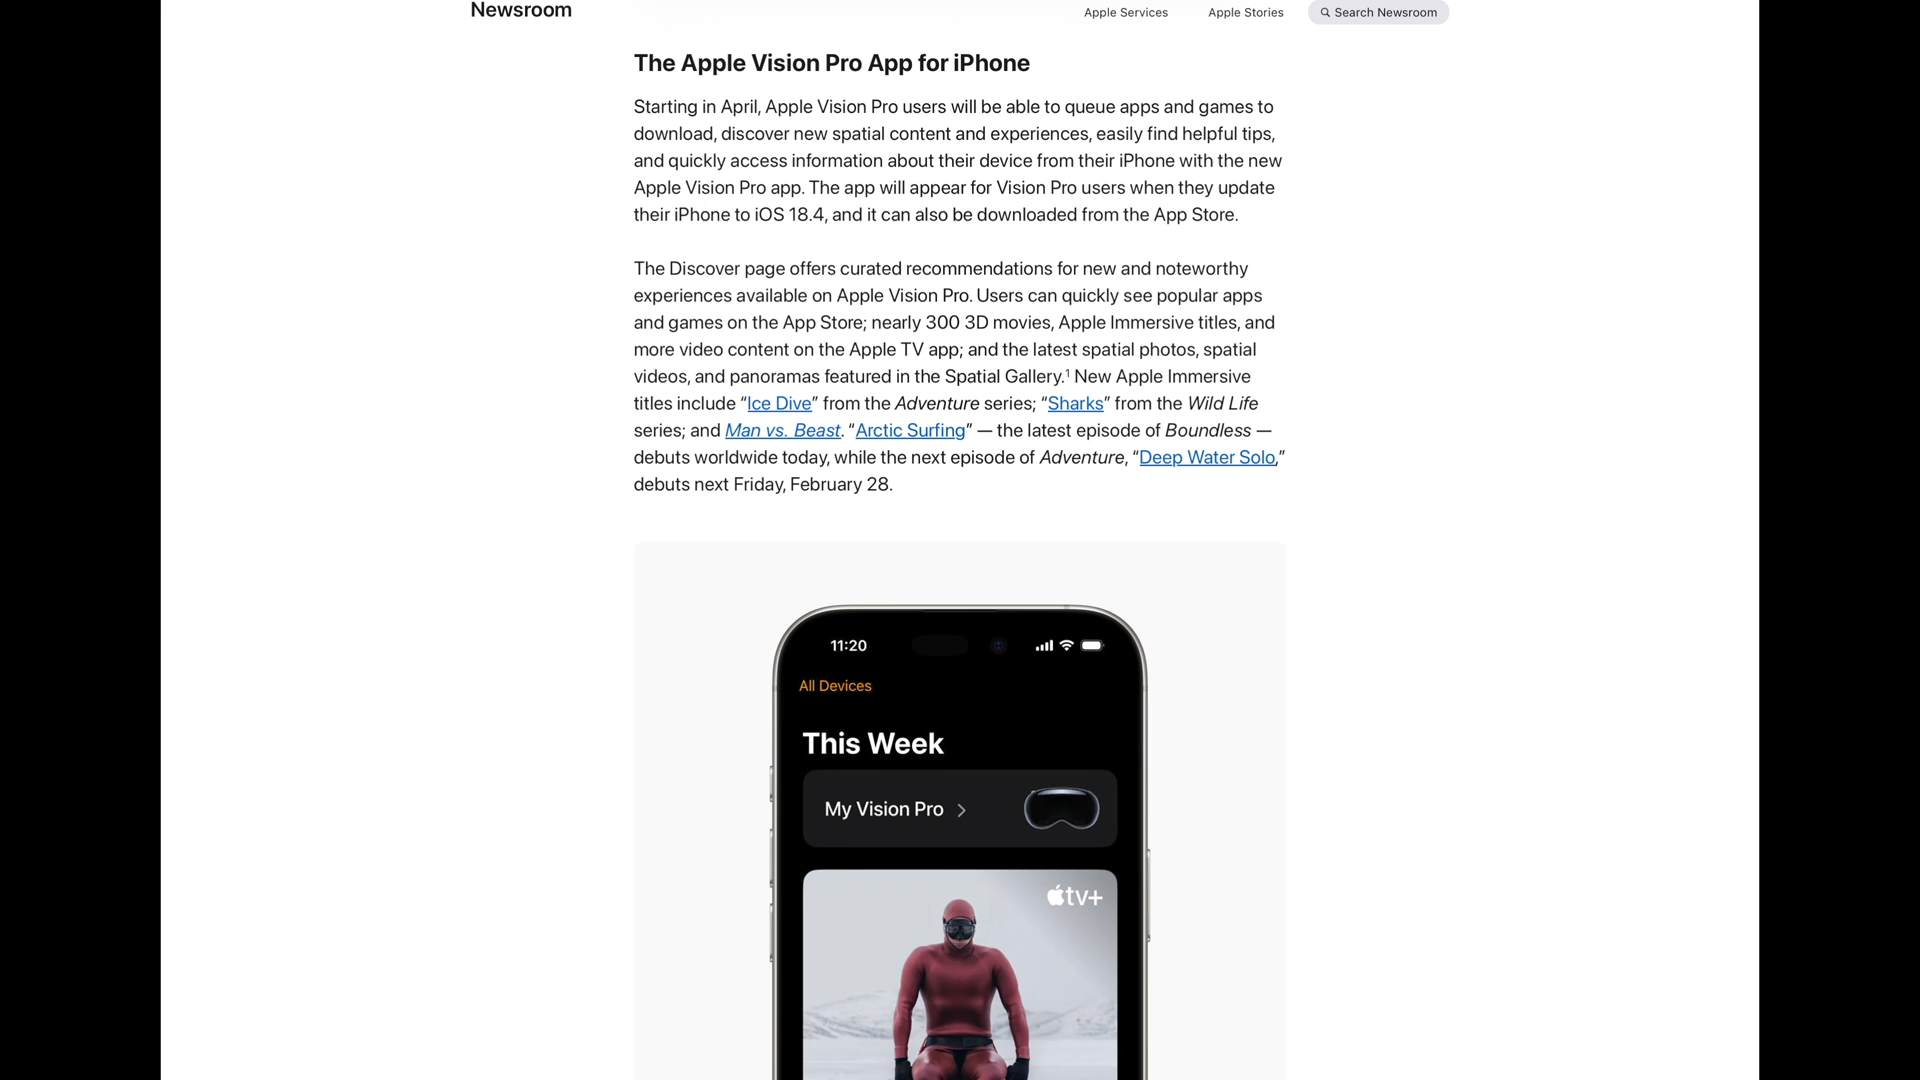 Newsroom
Apple Services
Apple Stories
Search Newsroom
The Apple Vision Pro App for iPhone
Starting in April, Apple Vision Pro users will be able to queue apps and games to
download, discover new spatial content and experiences, easily find helpful tips,
and quickly access information about their device from their iPhone with the new
Apple Vision Pro app. The app will appear for Vision Pro users when they update
their iPhone to iOS 18.4, and it can also be downloaded from the App Store.
The Discover page offers curated recommendations for new and noteworthy
experiences available on Apple Vision Pro. Users can quickly see popular apps
and games on the App Store; nearly 300 3D movies, Apple Immersive titles, and
more video content on the Apple TV app; and the latest spatial photos, spatial
videos, and panoramas featured in the Spatial Gallery.¹ New Apple Immersive
titles include “Ice Dive” from the Adventure series; “Sharks” from the Wild Life
series; and Man vs. Beast. “Arctic Surfing” — the latest episode of Boundless —
debuts worldwide today, while the next episode of Adventure, “Deep Water Solo,”
debuts next Friday, February 28.
11:20
All Devices
This Week
My Vision Pro
tv+